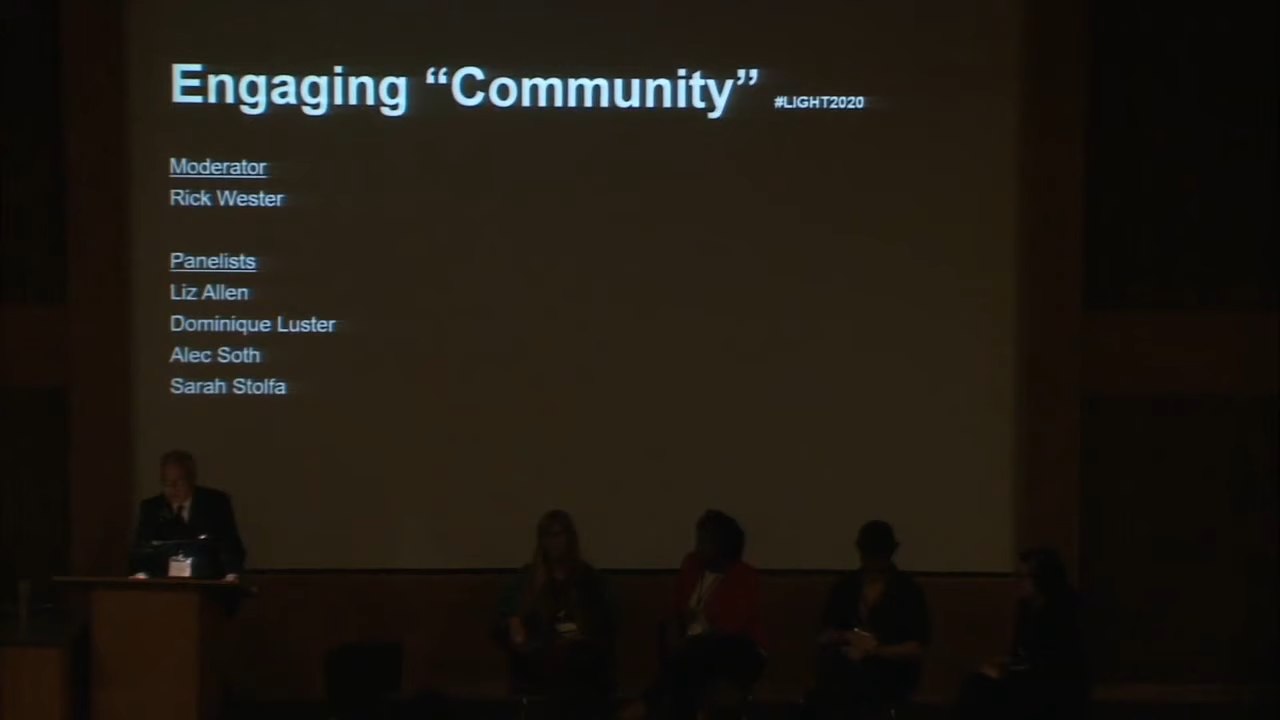 Engaging “Community” #LIGHT2020
Moderator
Rick Wester
Panelists
Liz Allen
Dominique Luster
Alec Soth
Sarah Stolfa